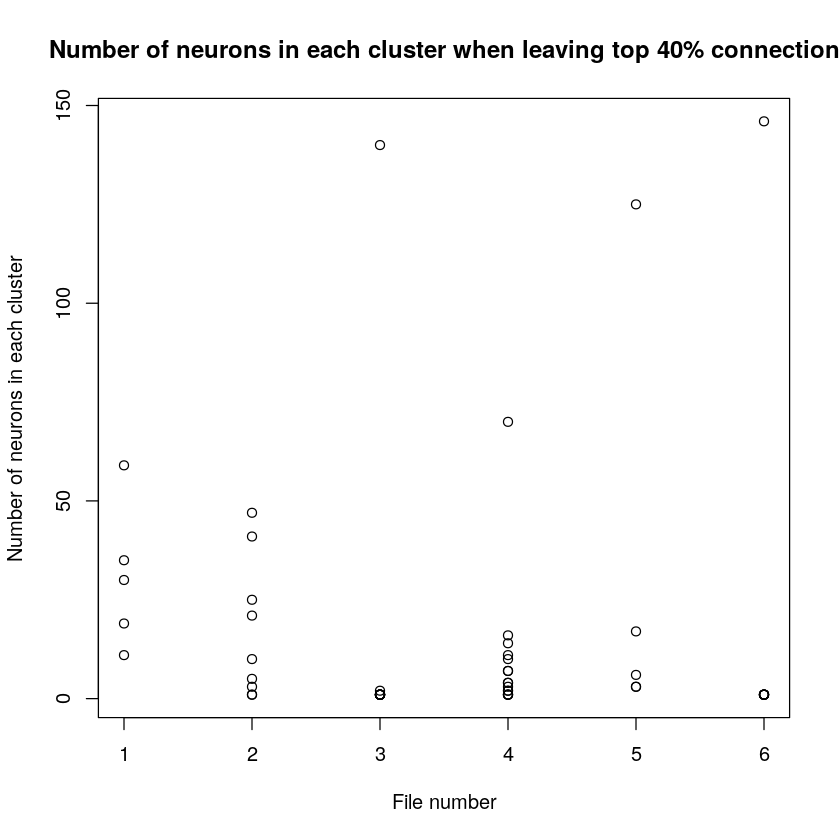 Number of neurons in each cluster when leaving top 40% connection
Number of neurons in each cluster
150
100
50
0
1 2 3 4 5 6
File number